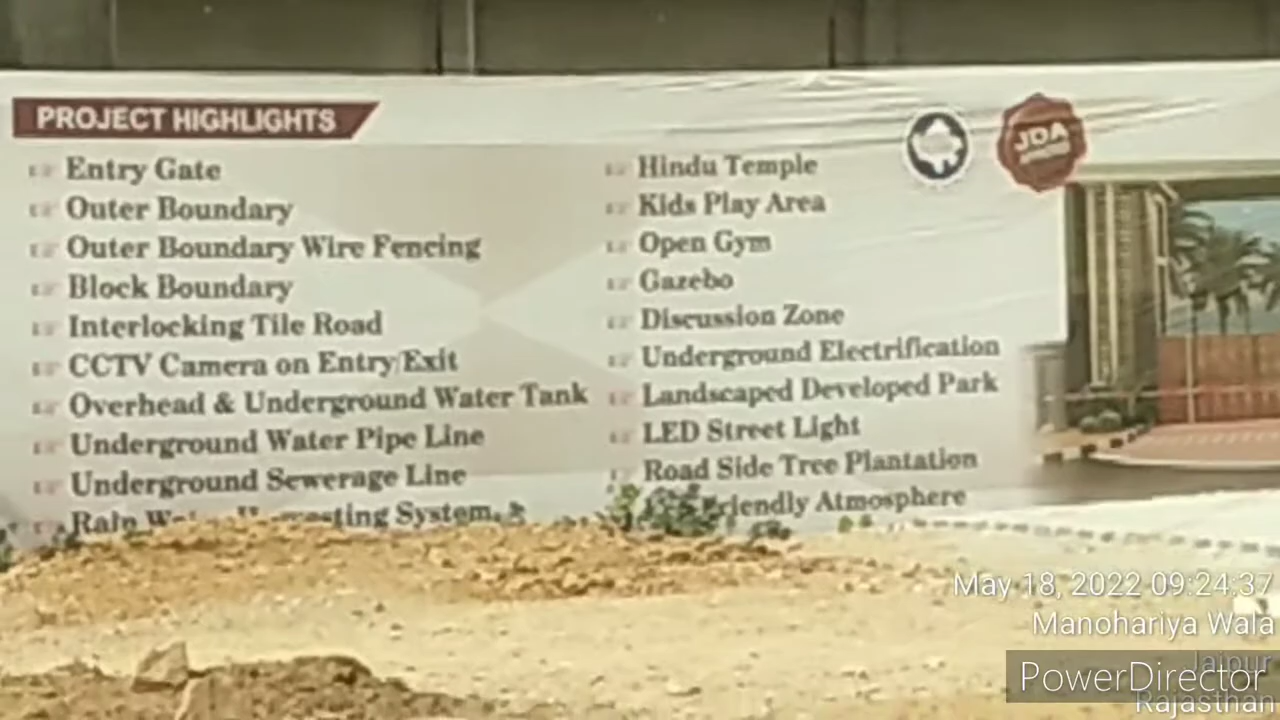 PROJECT HIGHLIGHTS
Entry Gate
Outer Boundary
Outer Boundary Wire Fencing
Block Boundary
Interlocking Tile Road
CCTV Camera on Entry/Exit
Overhead & Underground Water Tank
Underground Water Pipe Line
Underground Sewerage Line
Rain System
Hindu Temple
Kids Play Area
Open Gym
Gazebo
Discussion Zone
Underground Electrification
Landscaped Developed Park
LED Street Light
Road Side Tree Plantation
Friendly Atmosphere
JDA
May 18, 2022 09:24:37
Manohariya Wala
Jaipur
PowerDirector
Rajasthan